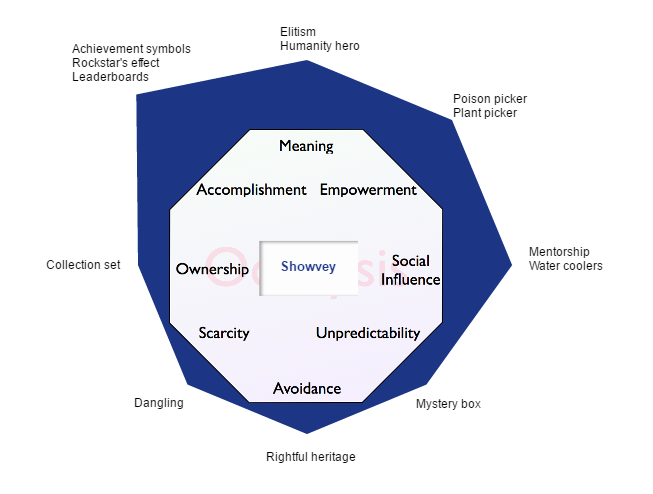 Elitism
Humanity hero
Achievement symbols
Rockstar's effect
Leaderboards
Poison picker
Plant picker
Meaning
Accomplishment
Empowerment
Mentorship
Water coolers
Collection set
Ownership
Showvey
Social
Influence
Scarcity
Unpredictability
Avoidance
Dangling
Mystery box
Rightful heritage